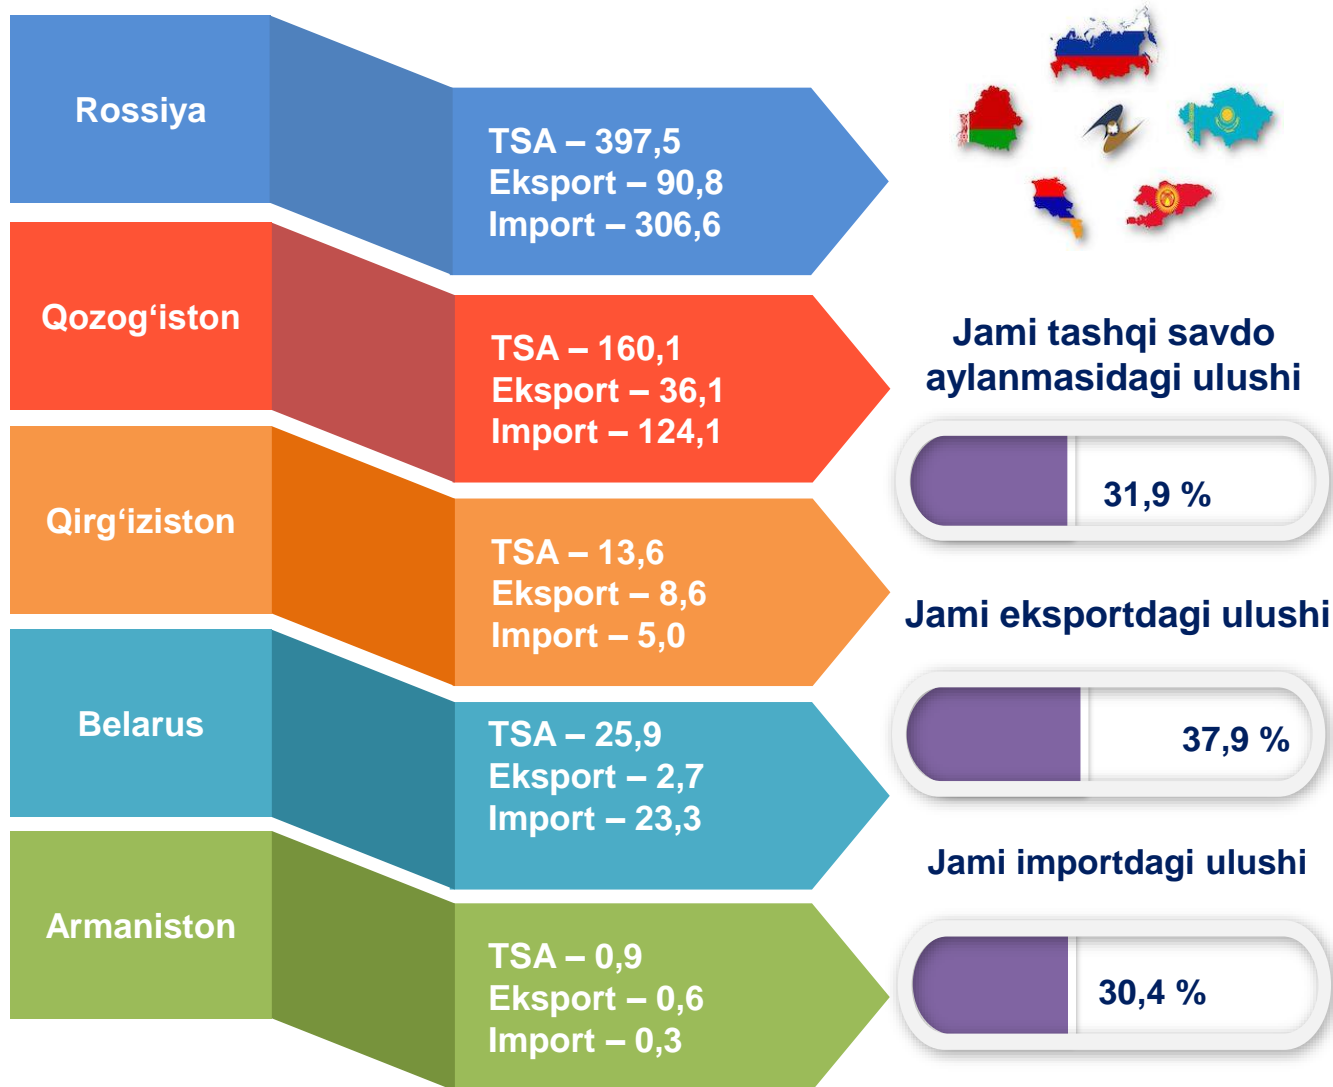 Rossiya
TSA – 397,5
Eksport – 90,8
Import – 306,6
Qozog‘iston
TSA – 160,1
Eksport – 36,1
Import – 124,1
Qirg‘iziston
TSA – 13,6
Eksport – 8,6
Import – 5,0
Belarus
TSA – 25,9
Eksport – 2,7
Import – 23,3
Armaniston
TSA – 0,9
Eksport – 0,6
Import – 0,3
Jami tashqi savdo
aylanmasidagi ulushi
31,9 %
Jami eksportdagi ulushi
37,9 %
Jami importdagi ulushi
30,4 %